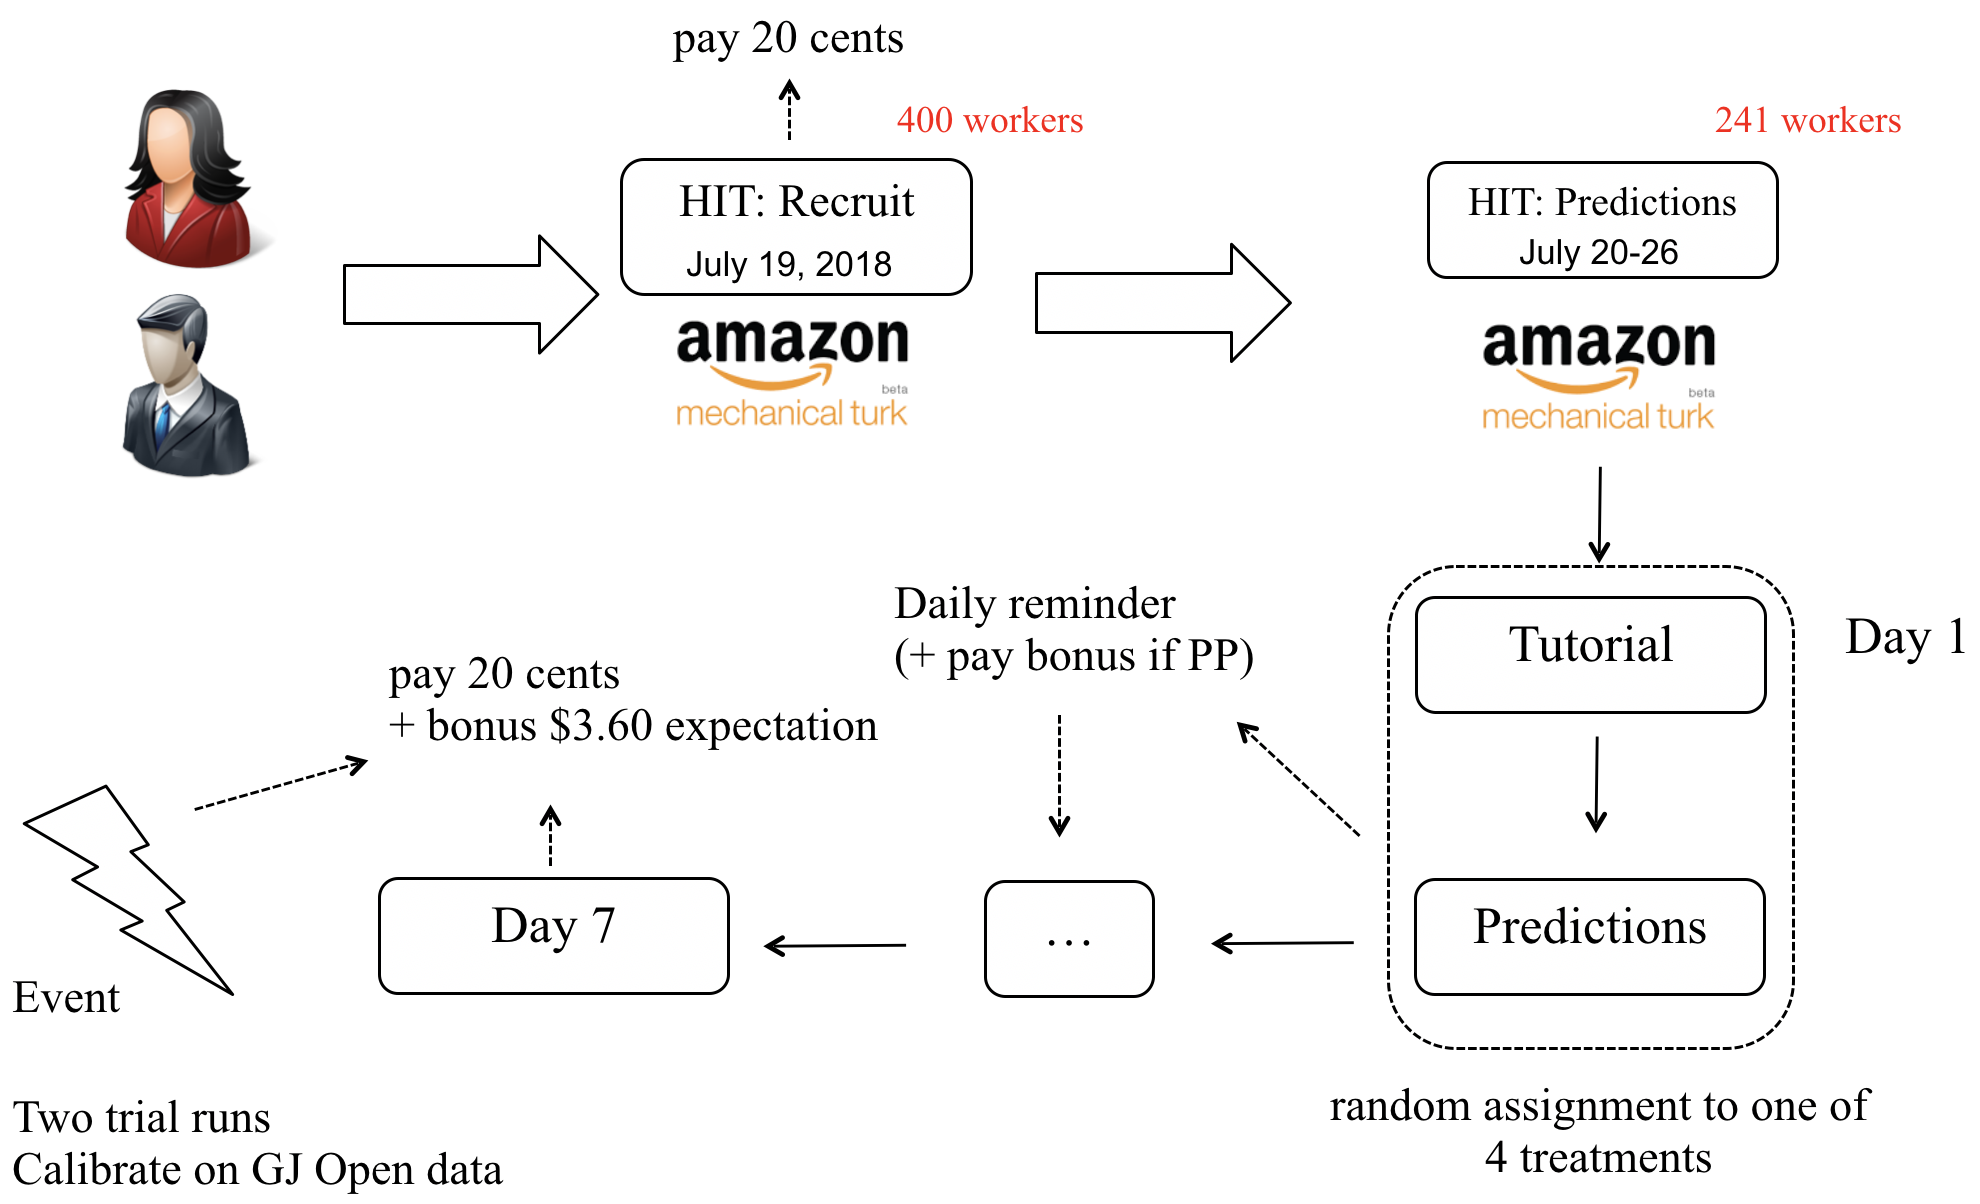 pay 20 cents
400 workers
241 workers
HIT: Recruit
July 19, 2018
HIT: Predictions
July 20-26
amazon
beta
mechanical turk
amazon
beta
mechanical turk
Tutorial
Day 1
Daily reminder
(+ pay bonus if PP)
pay 20 cents
+ bonus $3.60 expectation
Predictions
...
Day 7
Event
random assignment to one of
4 treatments
Two trial runs
Calibrate on GJ Open data